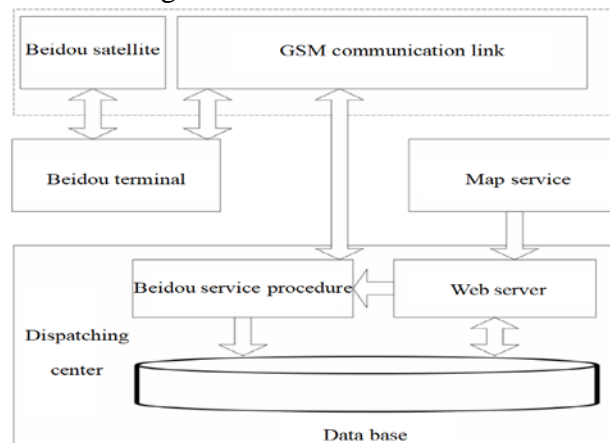 Beidou satellite
GSM communication link
Beidou terminal
Map service
Beidou service procedure
Web server
Dispatching
center
Data base